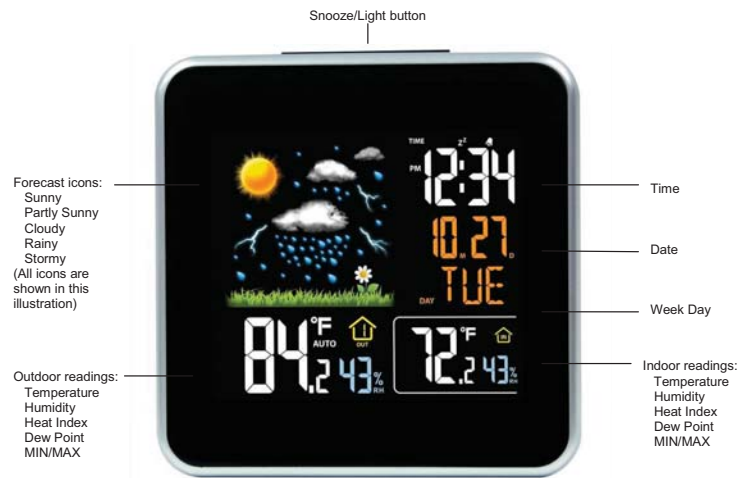 Snooze/Light button
Forecast icons:
Sunny
Partly Sunny
Cloudy
Rainy
Stormy
(All icons are
shown in this
illustration)
Outdoor readings:
Temperature
Humidity
Heat Index
Dew Point
MIN/MAX
TIME Zz
PM 12:34
10.M 27.D
DAY TUE
84.2 °F AUTO OUT 43% RH
72.2 °F IN 43% RH
Time
Date
Week Day
Indoor readings:
Temperature
Humidity
Heat Index
Dew Point
MIN/MAX